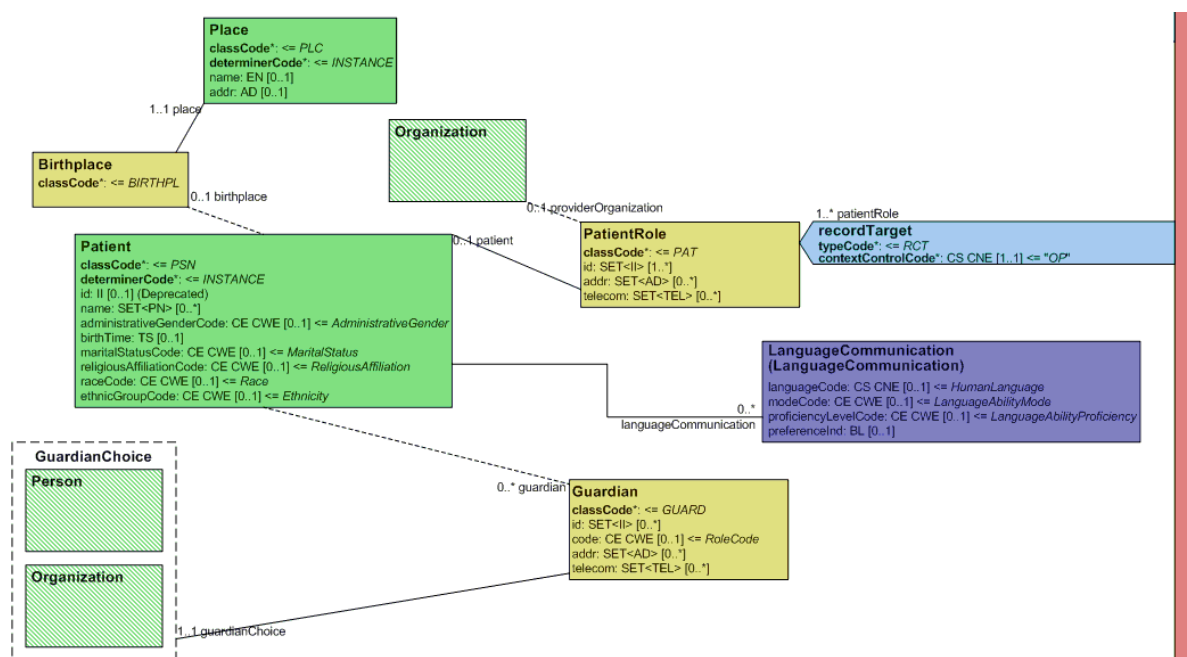 Place
classCode*: <= PLC
determinerCode*: <= INSTANCE
name: EN [0..1]
addr: AD [0..1]
1..1 place
Organization
Birthplace
classCode*: <= BIRTHPL
0..1 birthplace
0..1 providerOrganization
1..* patientRole
PatientRole
classCode*: <= PAT
id: SET<II> [1..*]
addr: SET<AD> [0..*]
telecom: SET<TEL> [0..*]
recordTarget
typeCode*: <= RCT
contextControlCode*: CS CNE [1..1] <= "OP"
0..1 patient
Patient
classCode*: <= PSN
determinerCode*: <= INSTANCE
id: II [0..1] (Deprecated)
name: SET<PN> [0..*]
administrativeGenderCode: CE CWE [0..1] <= AdministrativeGender
birthTime: TS [0..1]
maritalStatusCode: CE CWE [0..1] <= MaritalStatus
religiousAffiliationCode: CE CWE [0..1] <= ReligiousAffiliation
raceCode: CE CWE [0..1] <= Race
ethnicGroupCode: CE CWE [0..1] <= Ethnicity
LanguageCommunication
(LanguageCommunication)
languageCode: CS CNE [0..1] <= HumanLanguage
modeCode: CE CWE [0..1] <= LanguageAbilityMode
proficiencyLevelCode: CE CWE [0..1] <= LanguageAbilityProficiency
preferenceInd: BL [0..1]
0..*
languageCommunication
GuardianChoice
Person
Organization
0..* guardian
Guardian
classCode*: <= GUARD
id: SET<II> [0..*]
code: CE CWE [0..1] <= RoleCode
addr: SET<AD> [0..*]
telecom: SET<TEL> [0..*]
1..1 guardianChoice